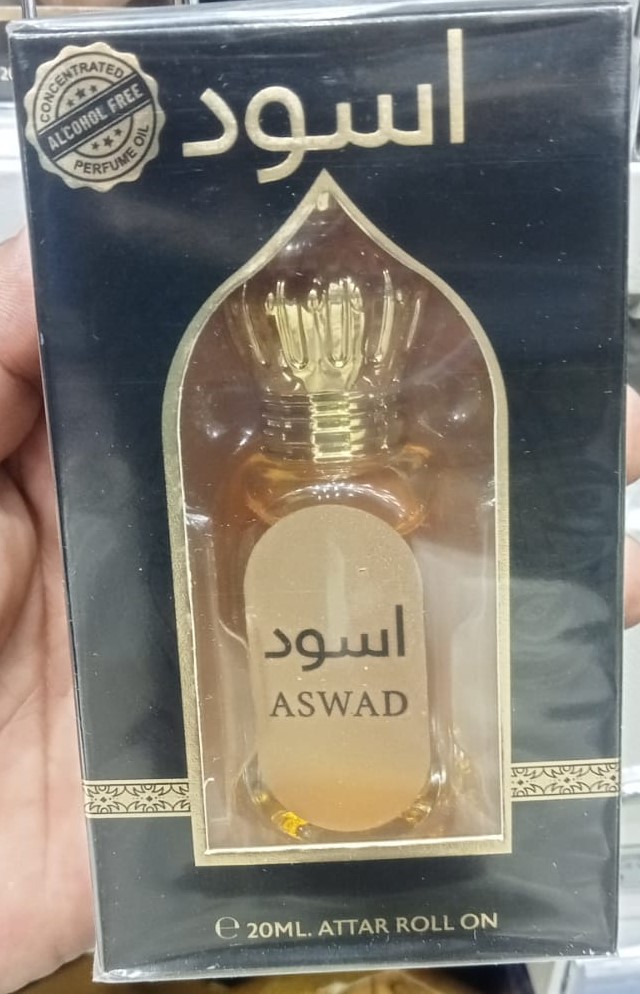 CONCENTRATED
ALCOHOL FREE
PERFUME OIL
اسود
اسود
ASWAD
℮ 20ML. ATTAR ROLL ON